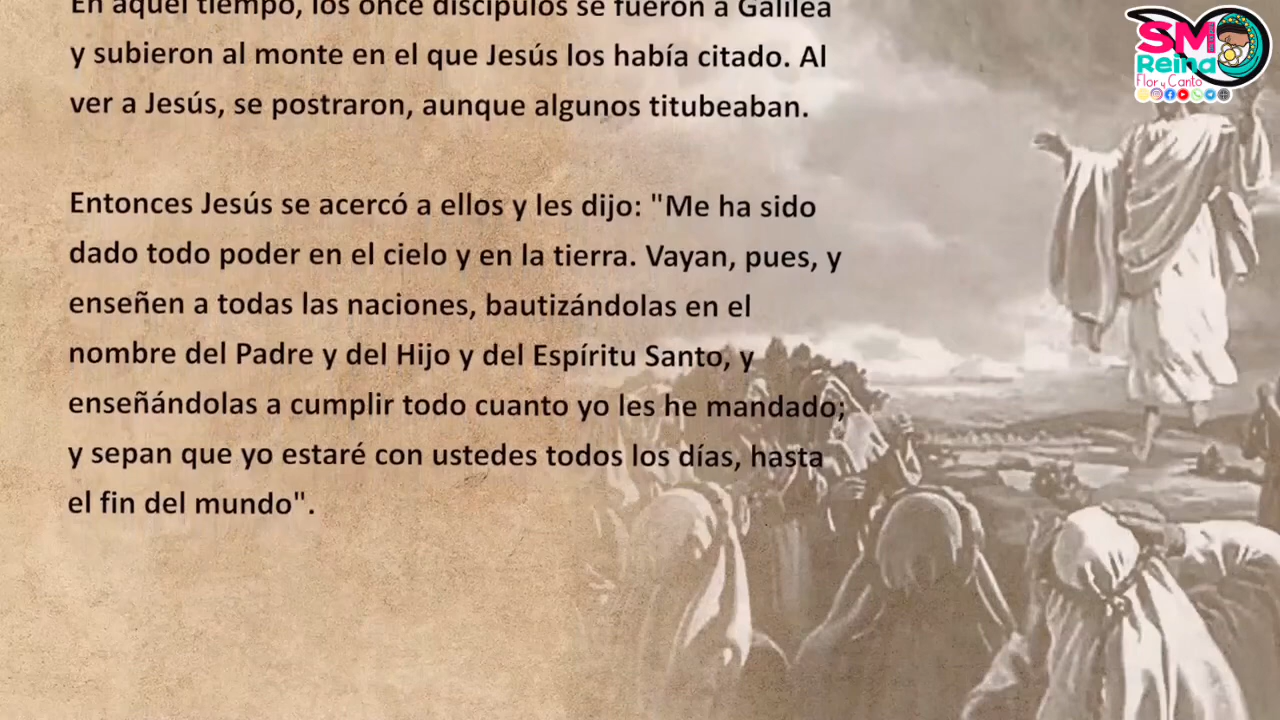 En aquel tiempo, los once discípulos se fueron a Galilea
y subieron al monte en el que Jesús los había citado. Al
ver a Jesús, se postraron, aunque algunos titubeaban.
Entonces Jesús se acercó a ellos y les dijo: "Me ha sido
dado todo poder en el cielo y en la tierra. Vayan, pues, y
enseñen a todas las naciones, bautizándolas en el
nombre del Padre y del Hijo y del Espíritu Santo, y
enseñándolas a cumplir todo cuanto yo les he mandado;
y sepan que yo estaré con ustedes todos los días, hasta
el fin del mundo".
SM
Reina
Flor y Canto